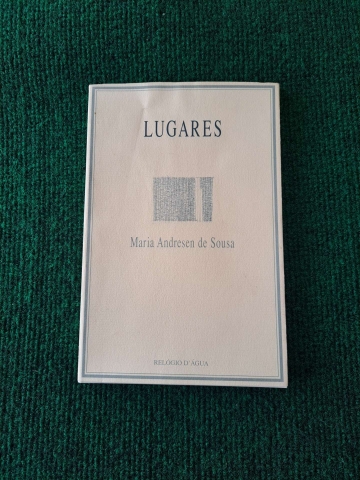 LUGARES
Maria Andresen de Sousa
RELÓGIO D'ÁGUA